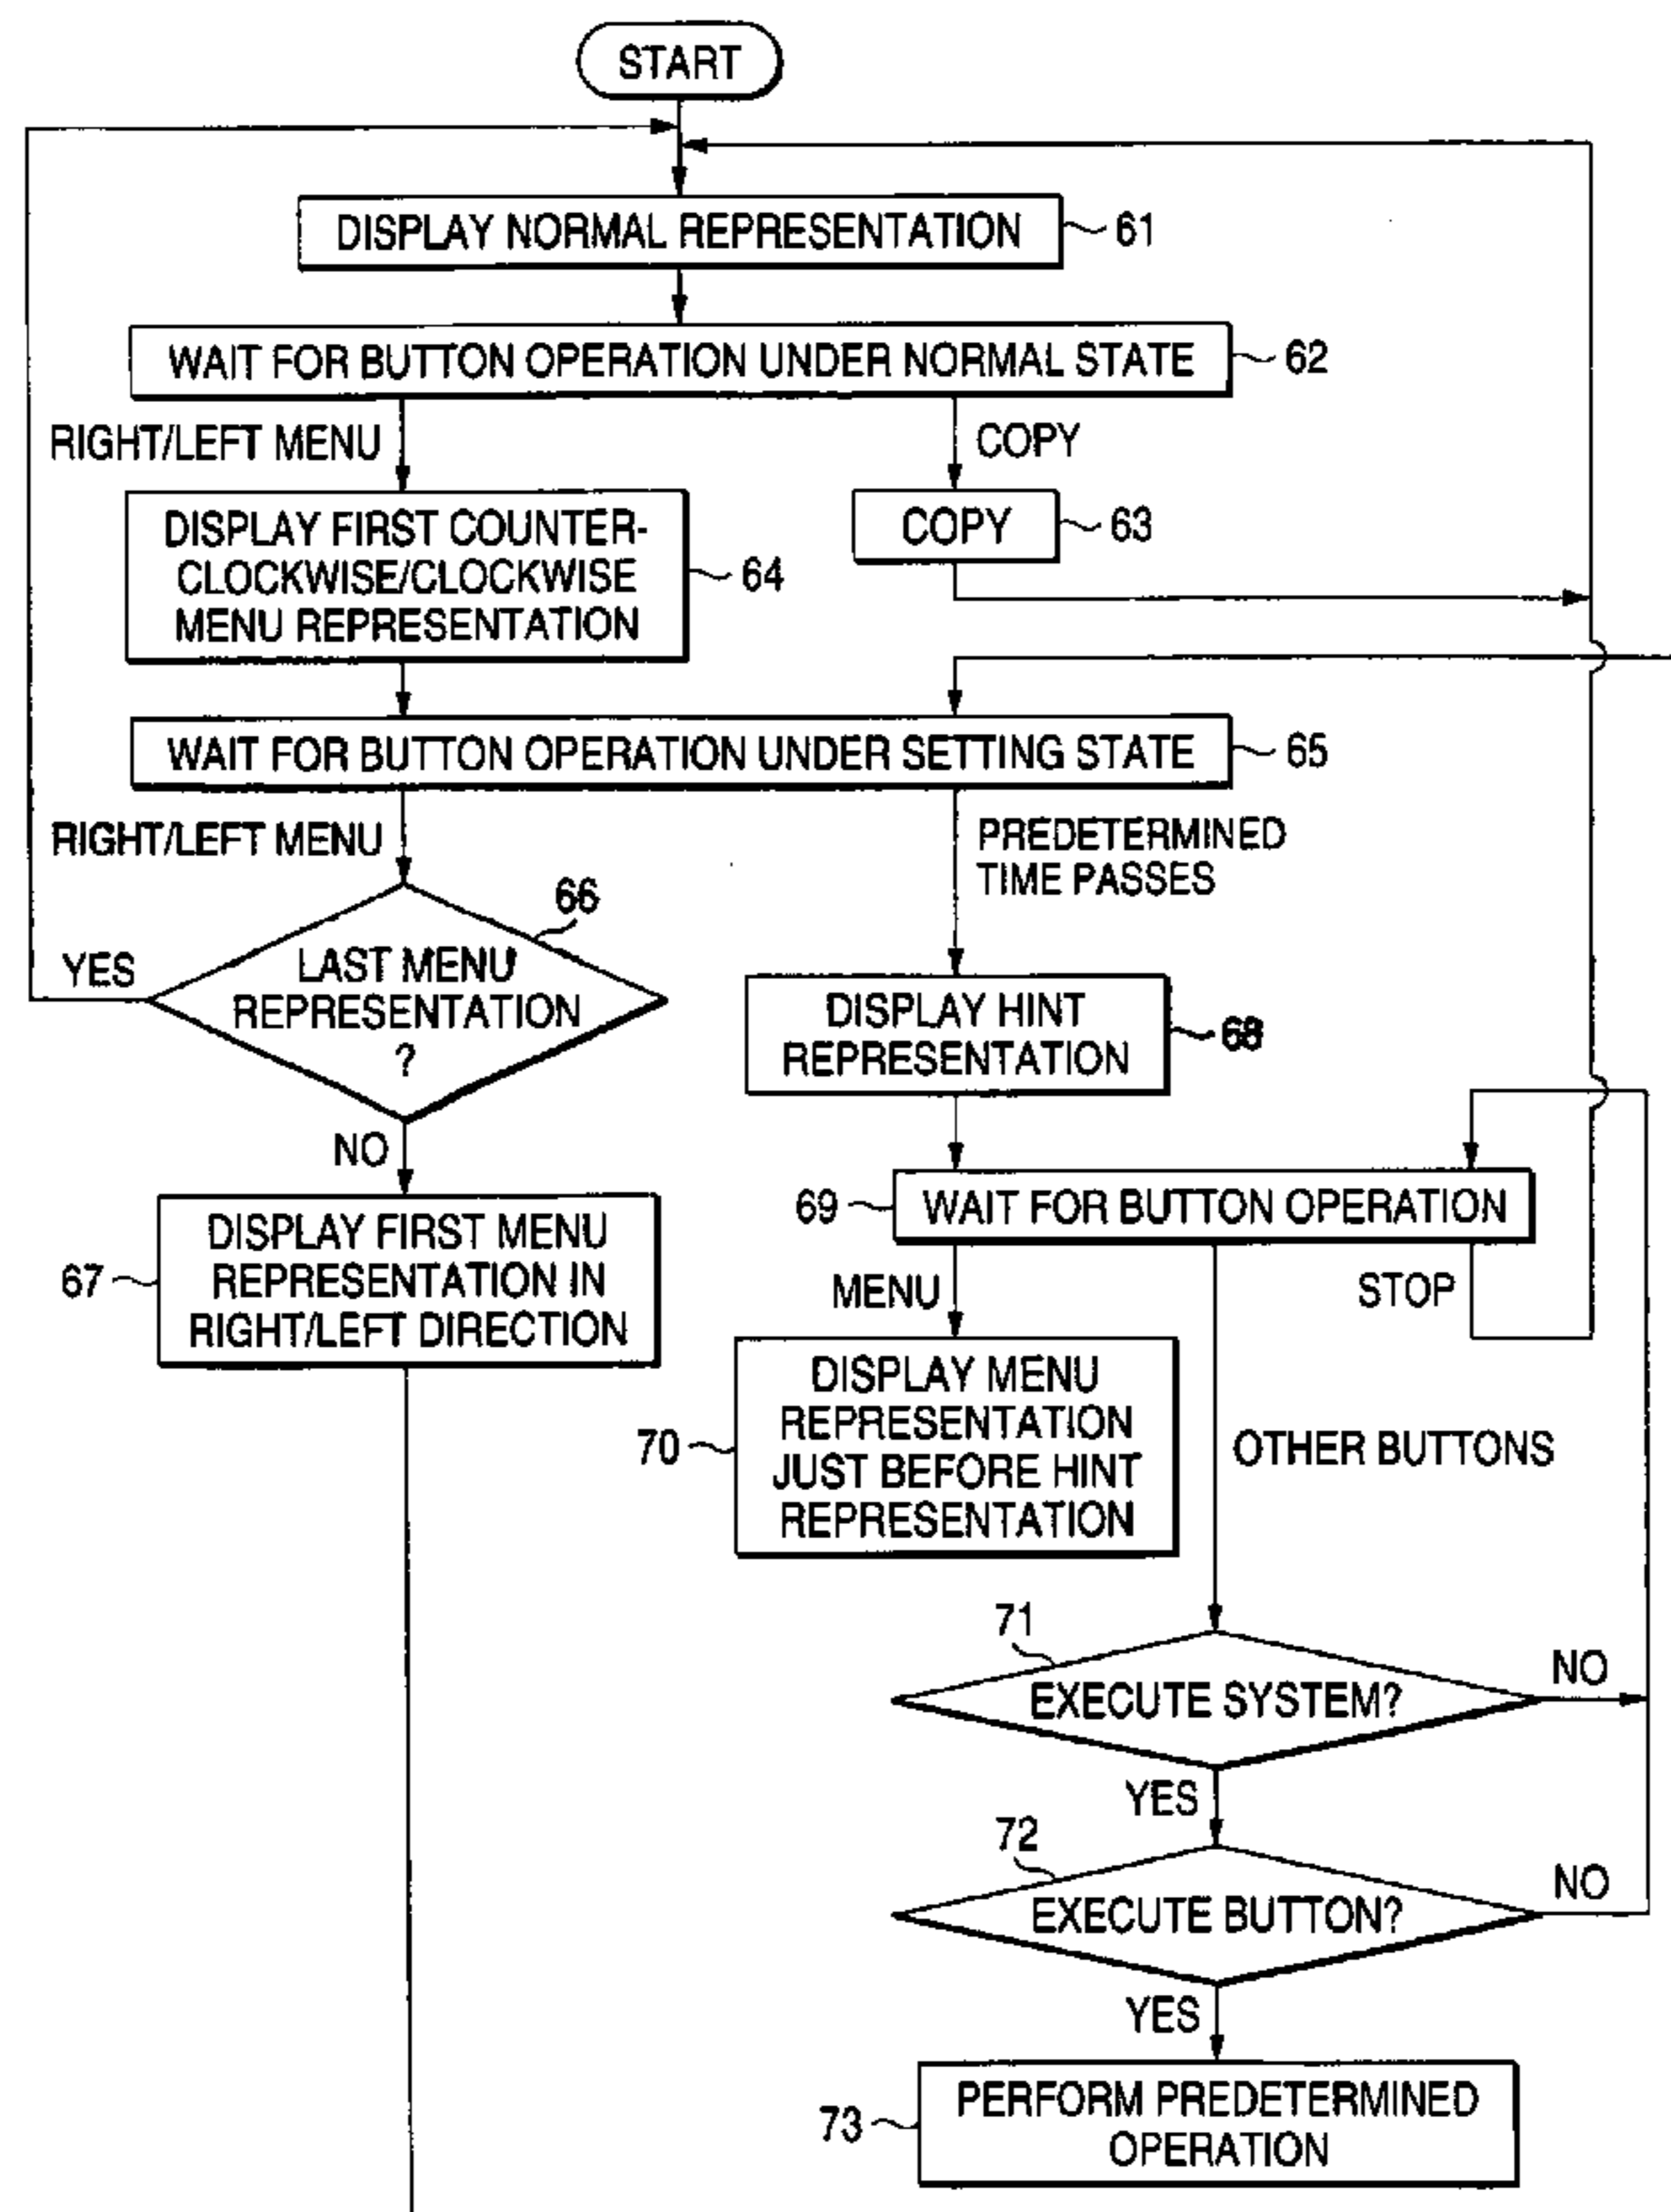 START
DISPLAY NORMAL REPRESENTATION
61
WAIT FOR BUTTON OPERATION UNDER NORMAL STATE
62
RIGHT/LEFT MENU
COPY
DISPLAY FIRST COUNTER-
CLOCKWISE/CLOCKWISE
MENU REPRESENTATION
64
COPY
63
WAIT FOR BUTTON OPERATION UNDER SETTING STATE
65
RIGHT/LEFT MENU
PREDETERMINED
TIME PASSES
66
YES
LAST MENU
REPRESENTATION
?
DISPLAY HINT
REPRESENTATION
68
NO
69
WAIT FOR BUTTON OPERATION
67
DISPLAY FIRST MENU
REPRESENTATION IN
RIGHT/LEFT DIRECTION
MENU
STOP
70
DISPLAY MENU
REPRESENTATION
JUST BEFORE HINT
REPRESENTATION
OTHER BUTTONS
71
EXECUTE SYSTEM?
NO
YES
72
EXECUTE BUTTON?
NO
YES
73
PERFORM PREDETERMINED
OPERATION